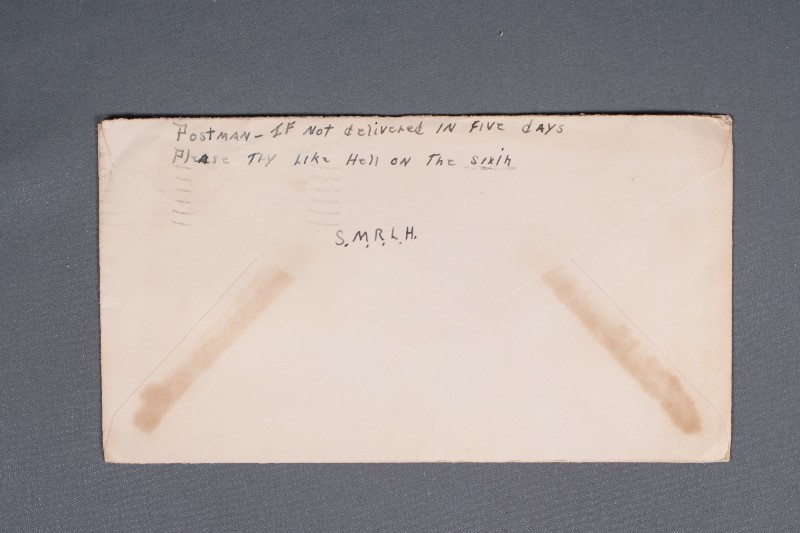 Postman - If Not delivered IN Five days
Please Try Like Hell on The sixth
S.M.R.L.H.